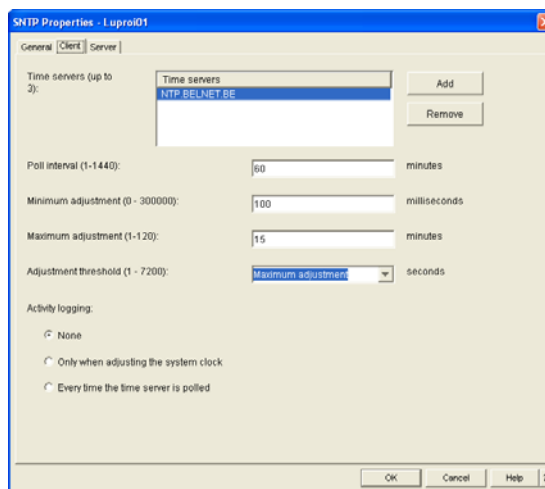 SNTP Properties - Luproi01
General Client Server
Time servers (up to
3):
Time servers
NTP.BELNET.BE
Add
Remove
Poll interval (1-1440):
60
minutes
Minimum adjustment (0 - 300000):
100
milliseconds
Maximum adjustment (1-120):
15
minutes
Adjustment threshold (1 - 7200):
Maximum adjustment
seconds
Activity logging:
None
Only when adjusting the system clock
Every time the time server is polled
OK Cancel Help